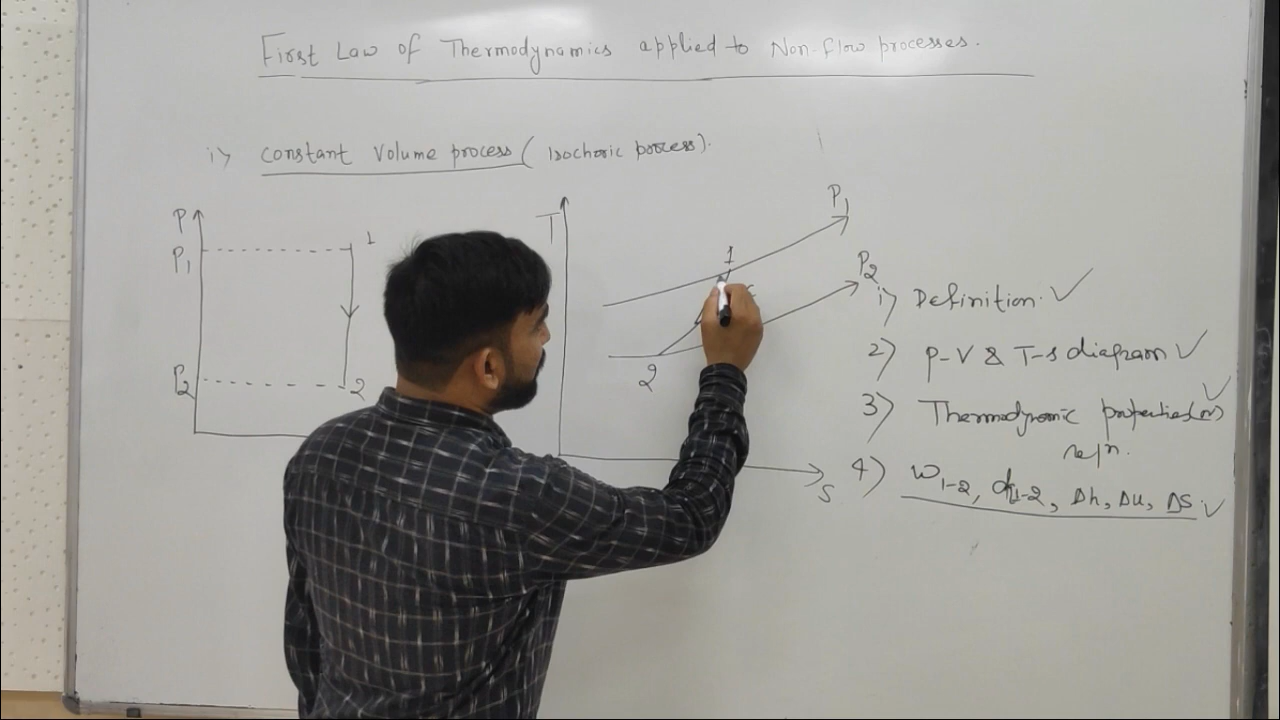 First Law of Thermodynamics applied to Non-flow processes.
i> constant volume process ( Isochoric process).
P
P1
1
P2
2
T
P1
1
P2
2
S
i) Definition. ✓
2) P-V & T-s diagram ✓
3) Thermodynamic properties ✓
4) W1-2, 1-2, Δh, Δu, ΔS. ✓